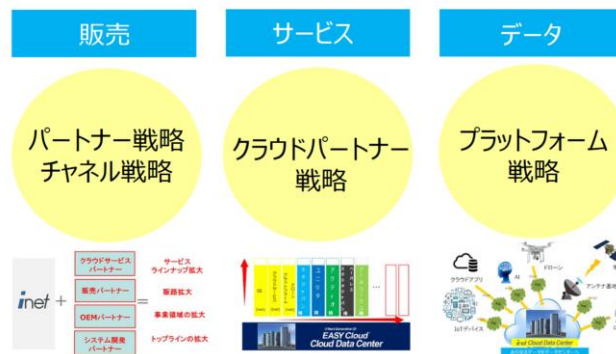 販売
サービス
データ
パートナー戦略
チャネル戦略
クラウドパートナー
戦略
プラットフォーム
戦略
inet
+
クラウドサービス
パートナー
販売パートナー
OEMパートナー
システム開発
パートナー
=
サービス
ラインナップ拡大
販路拡大
事業領域の拡大
トップラインの拡大
…
EASY Cloud
Cloud Data Center
クラウドアプリ
AI
ドローン
アンテナ基地
IoTデバイス
inet Cloud Data Center